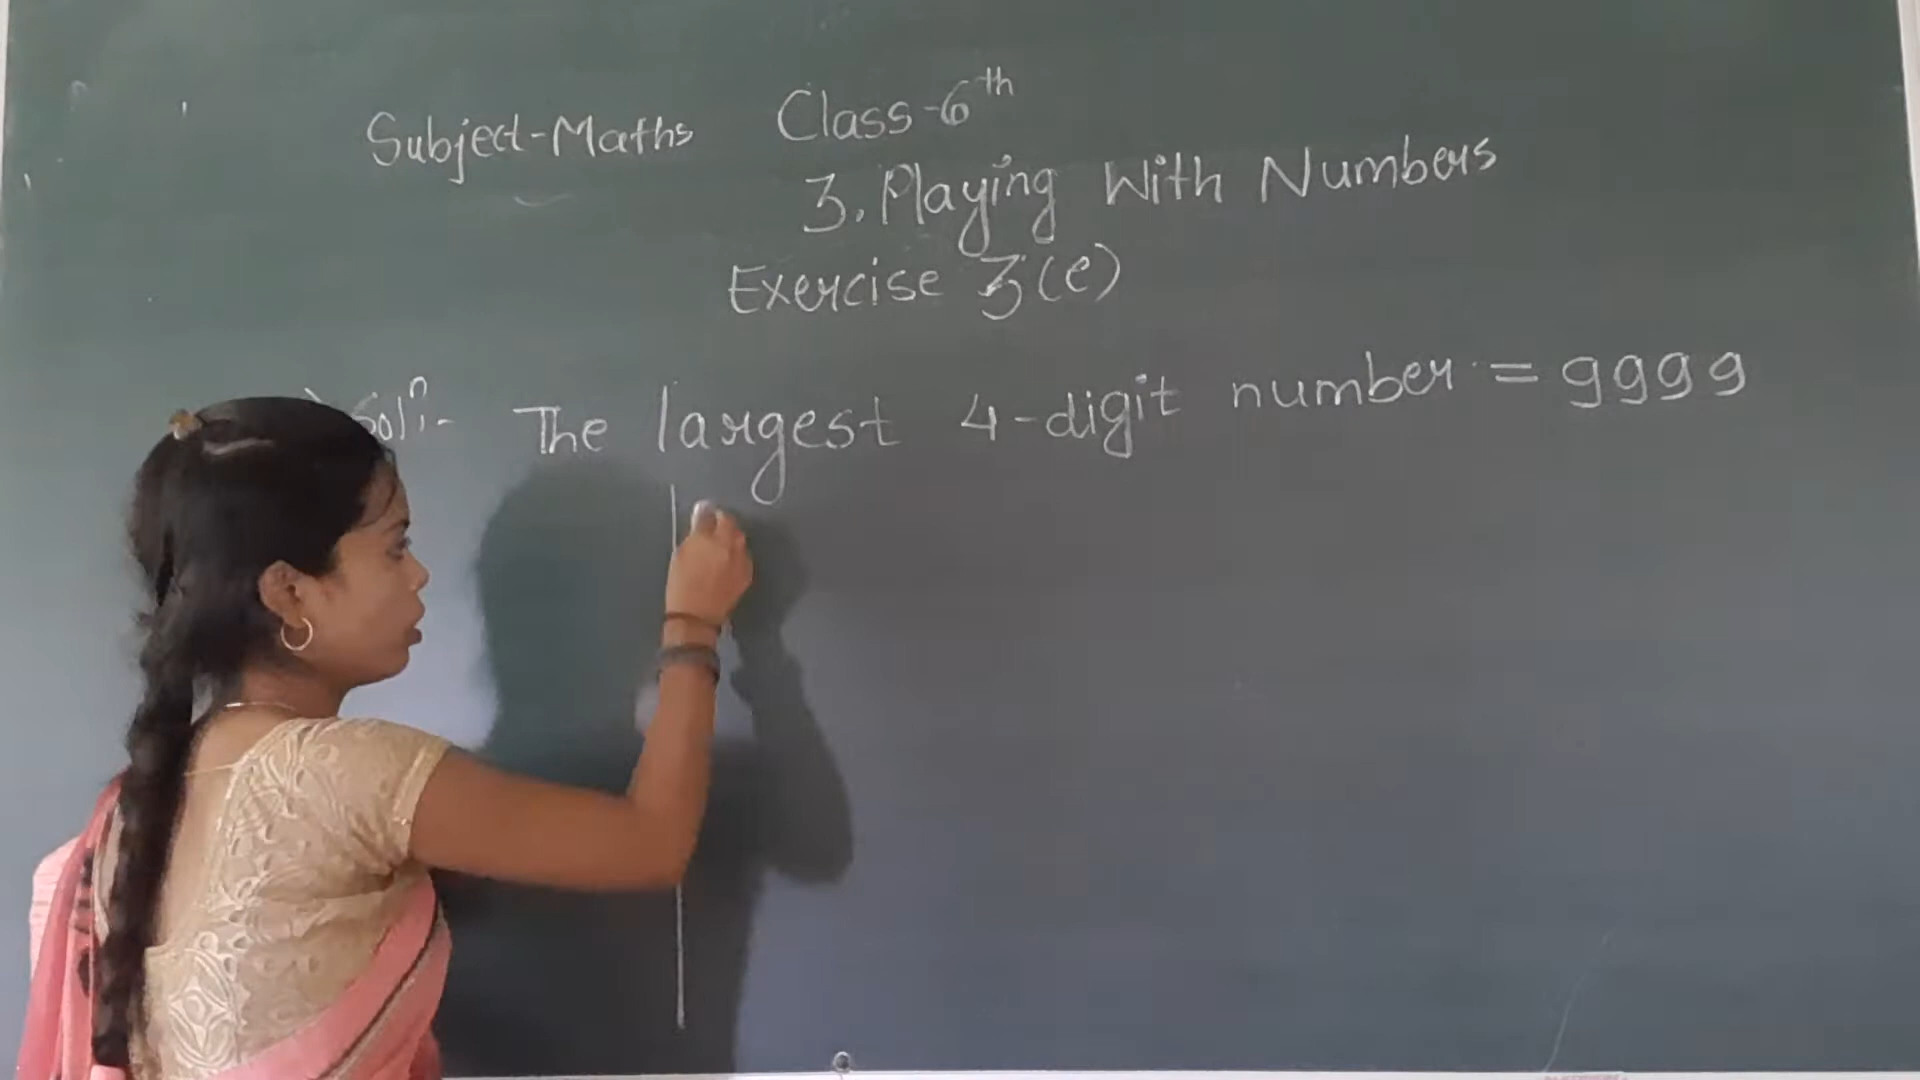 Subject-Maths Class-6th
3. Playing With Numbers
Exercise 3(e)
Soln:- The largest 4-digit number = 9999